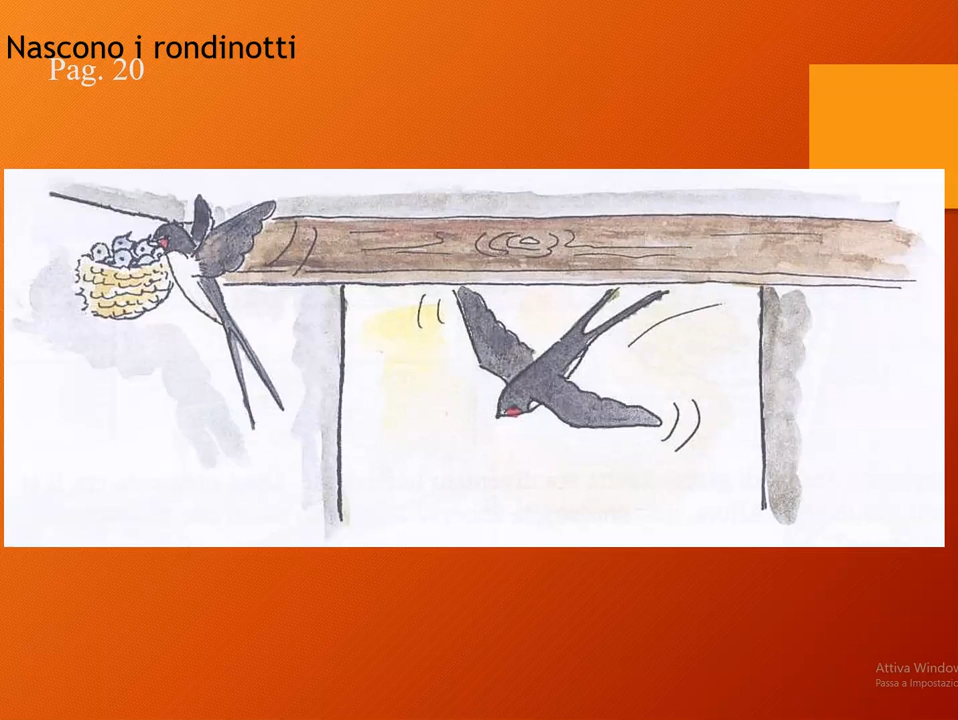 Nascono i rondinotti
Pag. 20
Attiva Window
Passa a Impostazio